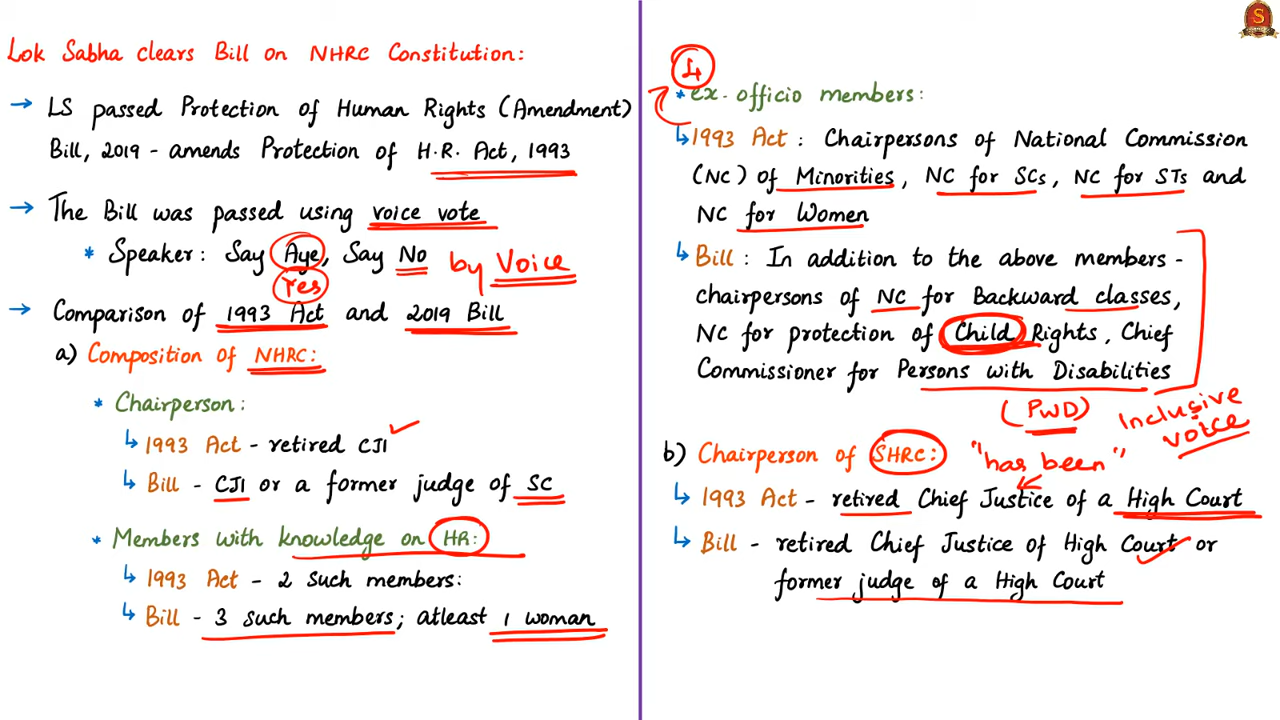 Lok Sabha clears Bill on NHRC Constitution:
→ LS passed Protection of Human Rights (Amendment)
Bill, 2019 - amends Protection of H.R. Act, 1993
→ The Bill was passed using voice vote
* Speaker: Say Aye, Say No by Voice
Yes
→ Comparison of 1993 Act and 2019 Bill
a) Composition of NHRC:
* Chairperson:
↳ 1993 Act - retired CJI ✓
↳ Bill - CJI or a former judge of SC
* Members with knowledge on HR:
↳ 1993 Act - 2 such members:
↳ Bill - 3 such members; atleast 1 woman
S
4
* ex-officio members:
↳ 1993 Act: Chairpersons of National Commission
(NC) of Minorities, NC for SCs, NC for STs and
NC for Women
↳ Bill: In addition to the above members -
chairpersons of NC for Backward classes,
NC for protection of Child Rights, Chief
Commissioner for Persons with Disabilities
(PWD)
Inclusive
voice
b) Chairperson of SHRC: "has been"
↳ 1993 Act - retired Chief Justice of a High Court
↳ Bill - retired Chief Justice of High Court or
former judge of a High Court